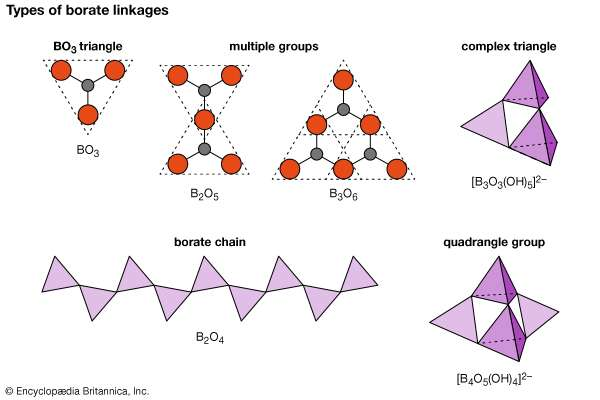 Types of borate linkages
BO₃ triangle
multiple groups
complex triangle
BO₃
B₂O₅
B₃O₆
[B₃O₃(OH)₅]²⁻
borate chain
quadrangle group
B₂O₄
[B₄O₅(OH)₄]²⁻
© Encyclopædia Britannica, Inc.